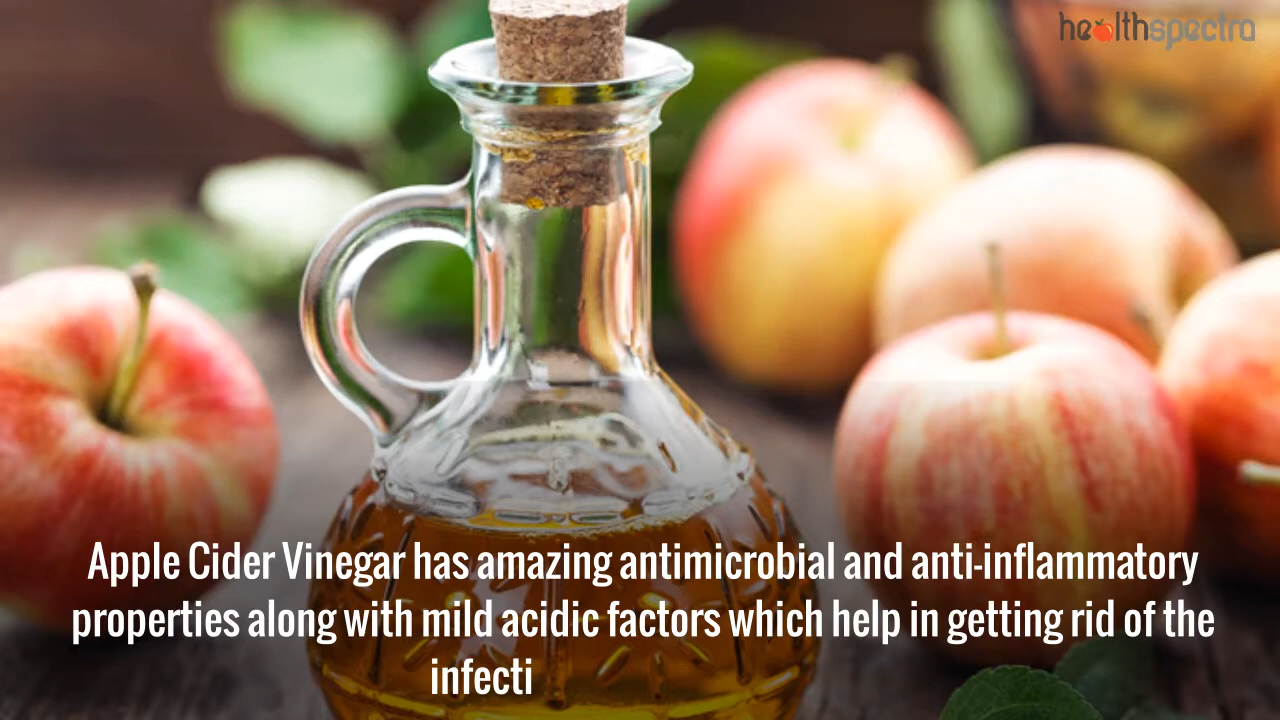 healthspectra
Apple Cider Vinegar has amazing antimicrobial and anti-inflammatory
properties along with mild acidic factors which help in getting rid of the
infecti